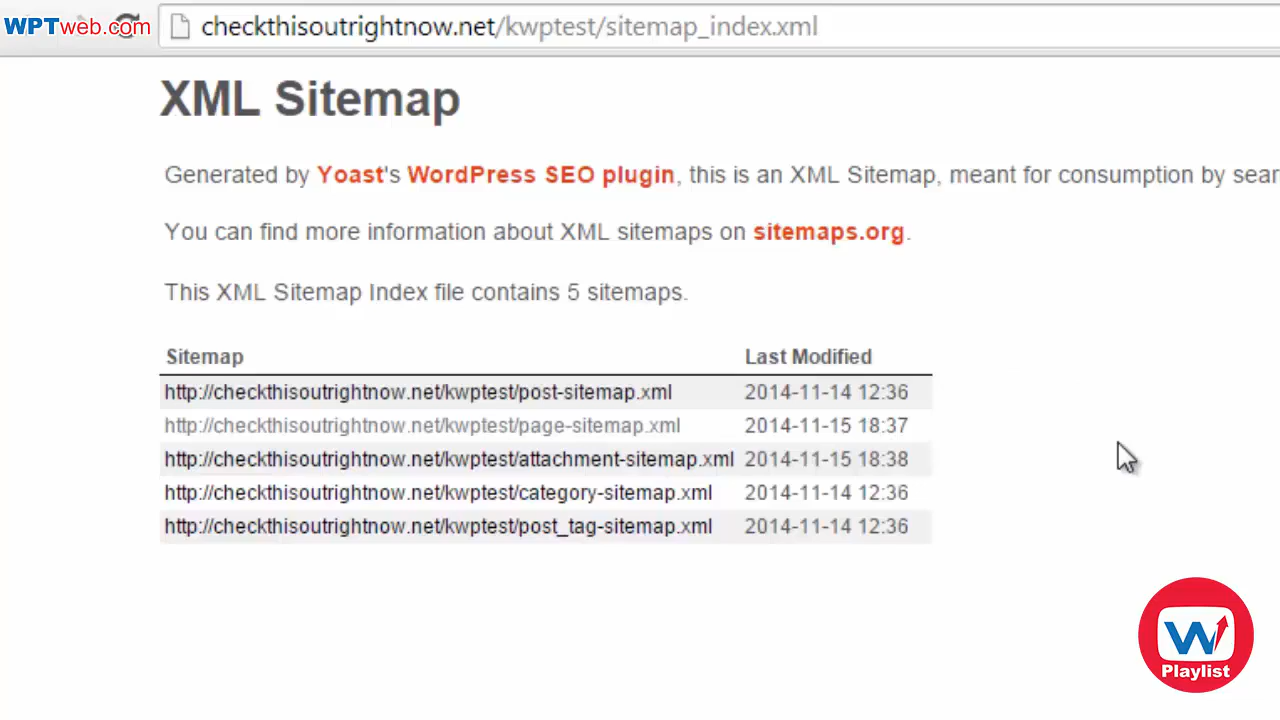 WPTweb.com
checkthisoutrightnow.net/kwptest/sitemap_index.xml
XML Sitemap
Generated by Yoast's WordPress SEO plugin, this is an XML Sitemap, meant for consumption by sear
You can find more information about XML sitemaps on sitemaps.org.
This XML Sitemap Index file contains 5 sitemaps.
Sitemap Last Modified
http://checkthisoutrightnow.net/kwptest/post-sitemap.xml 2014-11-14 12:36
http://checkthisoutrightnow.net/kwptest/page-sitemap.xml 2014-11-15 18:37
http://checkthisoutrightnow.net/kwptest/attachment-sitemap.xml 2014-11-15 18:38
http://checkthisoutrightnow.net/kwptest/category-sitemap.xml 2014-11-14 12:36
http://checkthisoutrightnow.net/kwptest/post_tag-sitemap.xml 2014-11-14 12:36
W
Playlist